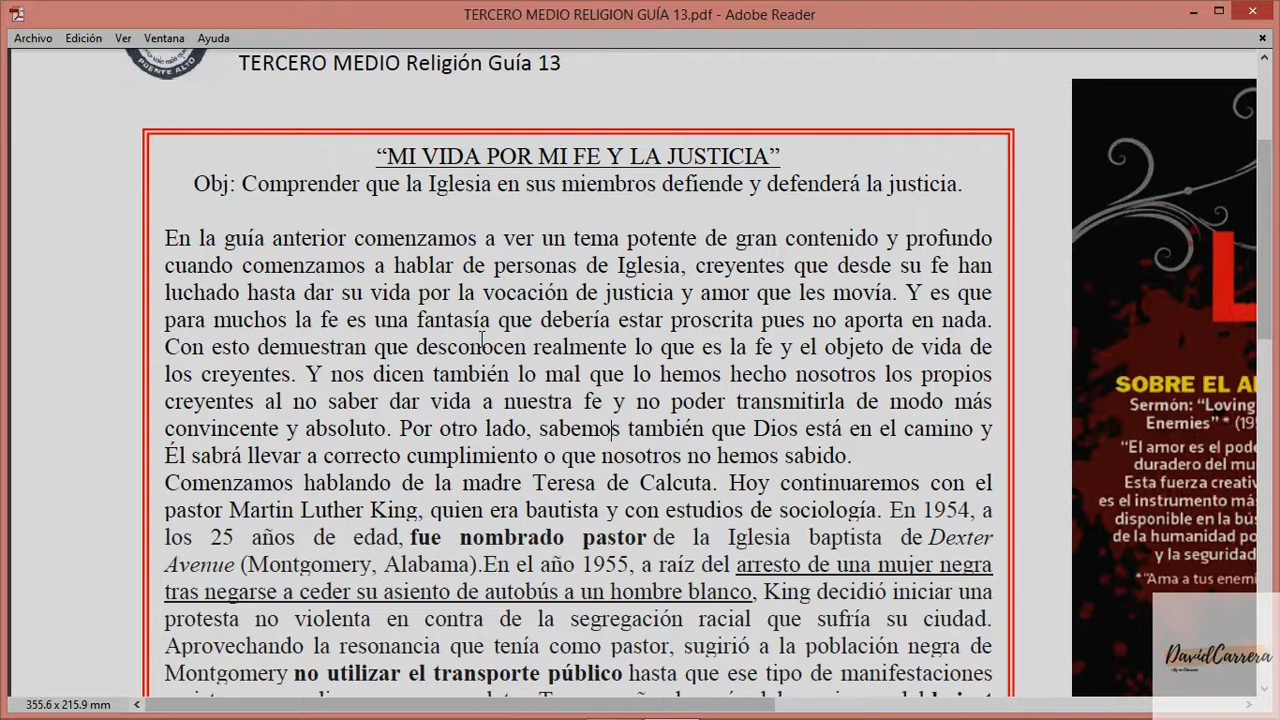 TERCERO MEDIO RELIGION GUÍA 13.pdf - Adobe Reader
Archivo Edición Ver Ventana Ayuda
PUENTE ALTO
TERCERO MEDIO Religión Guía 13
“MI VIDA POR MI FE Y LA JUSTICIA”
Obj: Comprender que la Iglesia en sus miembros defiende y defenderá la justicia.
En la guía anterior comenzamos a ver un tema potente de gran contenido y profundo
cuando comenzamos a hablar de personas de Iglesia, creyentes que desde su fe han
luchado hasta dar su vida por la vocación de justicia y amor que les movía. Y es que
para muchos la fe es una fantasía que debería estar proscrita pues no aporta en nada.
Con esto demuestran que desconocen realmente lo que es la fe y el objeto de vida de
los creyentes. Y nos dicen también lo mal que lo hemos hecho nosotros los propios
creyentes al no saber dar vida a nuestra fe y no poder transmitirla de modo más
convincente y absoluto. Por otro lado, sabemos también que Dios está en el camino y
Él sabrá llevar a correcto cumplimiento o que nosotros no hemos sabido.
Comenzamos hablando de la madre Teresa de Calcuta. Hoy continuaremos con el
pastor Martin Luther King, quien era bautista y con estudios de sociología. En 1954, a
los 25 años de edad, fue nombrado pastor de la Iglesia baptista de Dexter
Avenue (Montgomery, Alabama).En el año 1955, a raíz del arresto de una mujer negra
tras negarse a ceder su asiento de autobús a un hombre blanco, King decidió iniciar una
protesta no violenta en contra de la segregación racial que sufría su ciudad.
Aprovechando la resonancia que tenía como pastor, sugirió a la población negra de
Montgomery no utilizar el transporte público hasta que ese tipo de manifestaciones
L
SOBRE EL A
Sermón: “Loving
Enemies”* (19
“El amor es el pode
duradero del mu
Esta fuerza creativ
es el instrumento má
disponible en la bús
de la humanidad po
y la seguridad
*“Ama a tus enemi
DavidCarrera
355.6 x 215.9 mm